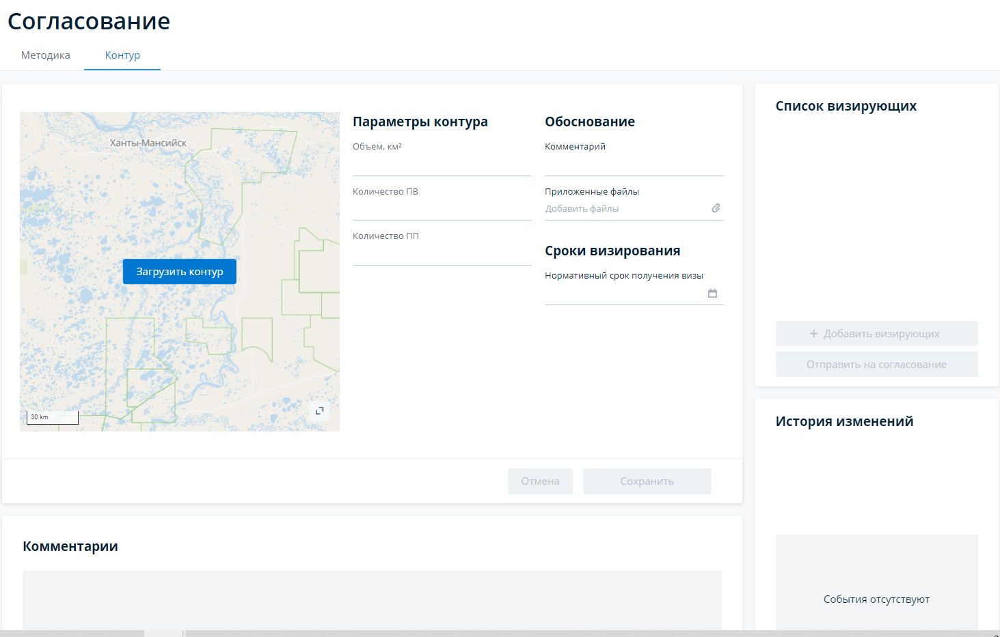 Согласование
Методика
Контур
Ханты-Мансийск
Загрузить контур
30 km
Параметры контура
Объем, км²
Количество ПВ
Количество ПП
Обоснование
Комментарий
Приложенные файлы
Добавить файлы
Сроки визирования
Нормативный срок получения визы
Отмена
Сохранить
Список визирующих
+ Добавить визирующих
Отправить на согласование
История изменений
События отсутствуют
Комментарии